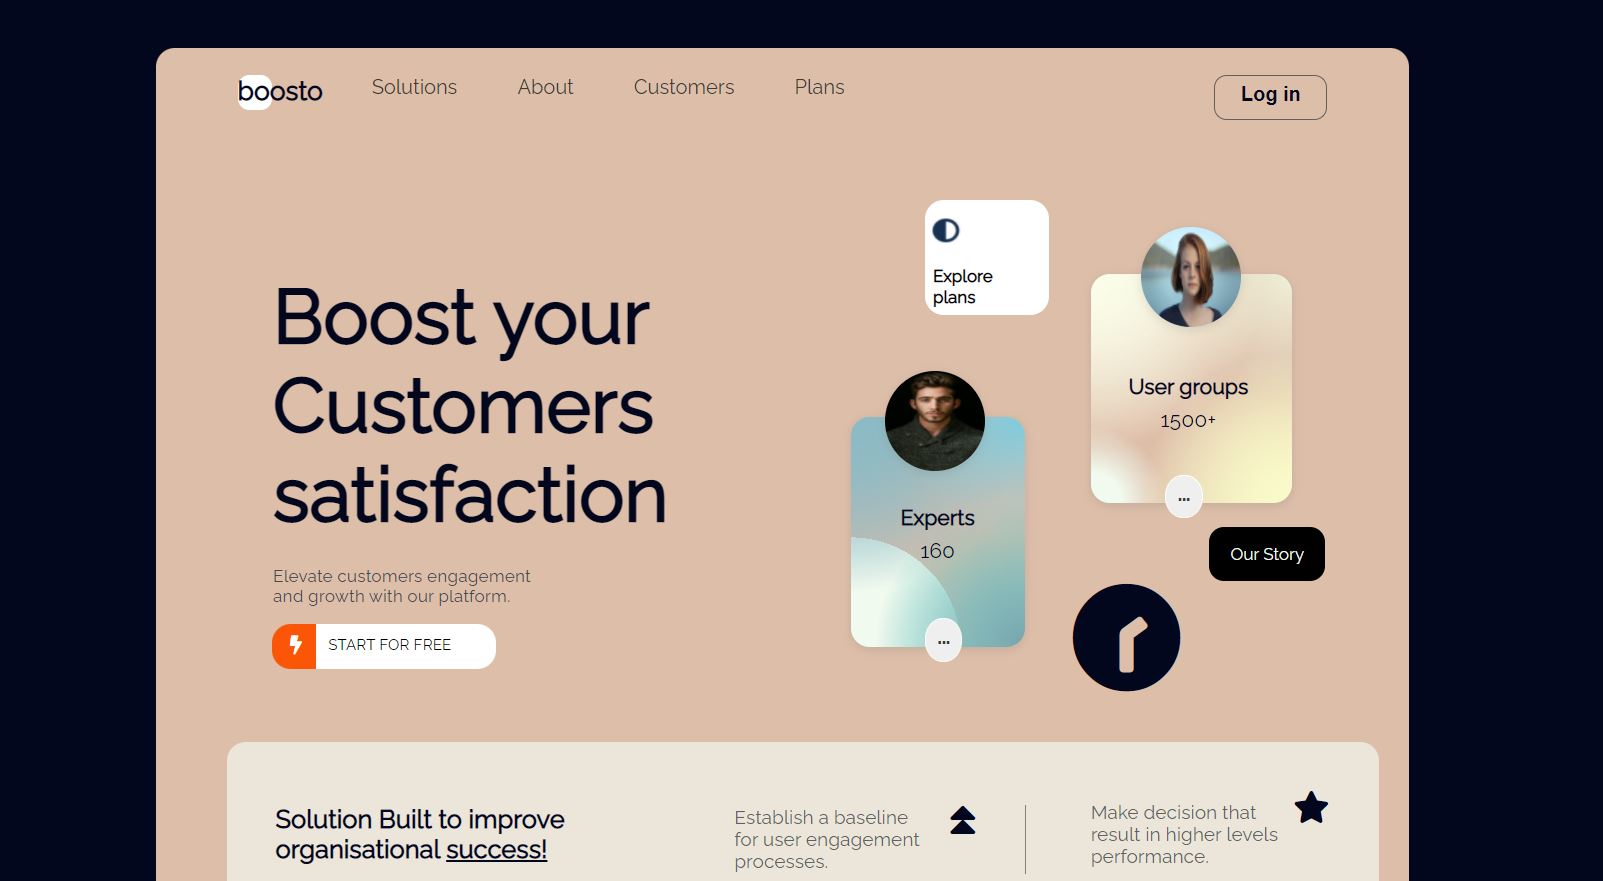 boosto
Solutions
About
Customers
Plans
Log in
Explore
plans
Boost your
Customers
satisfaction
User groups
1500+
...
Experts
160
...
Our Story
Elevate customers engagement
and growth with our platform.
START FOR FREE
Solution Built to improve
organisational success!
Establish a baseline
for user engagement
processes.
Make decision that
result in higher levels
performance.